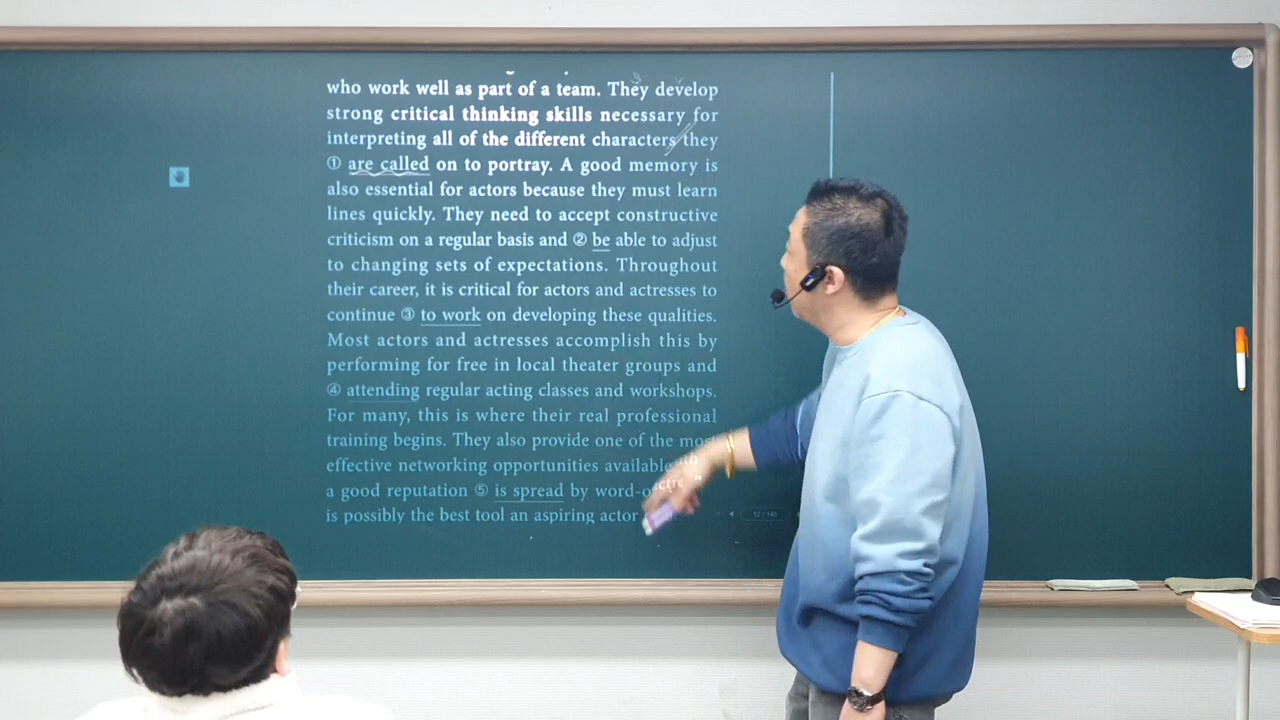 who work well as part of a team. They develop
strong critical thinking skills necessary for
interpreting all of the different characters they
① are called on to portray. A good memory is
also essential for actors because they must learn
lines quickly. They need to accept constructive
criticism on a regular basis and ② be able to adjust
to changing sets of expectations. Throughout
their career, it is critical for actors and actresses to
continue ③ to work on developing these qualities.
Most actors and actresses accomplish this by
performing for free in local theater groups and
④ attending regular acting classes and workshops.
For many, this is where their real professional
training begins. They also provide one of the most
effective networking opportunities available
a good reputation ⑤ is spread by
is possibly the best tool an aspiring actor
52 / 140